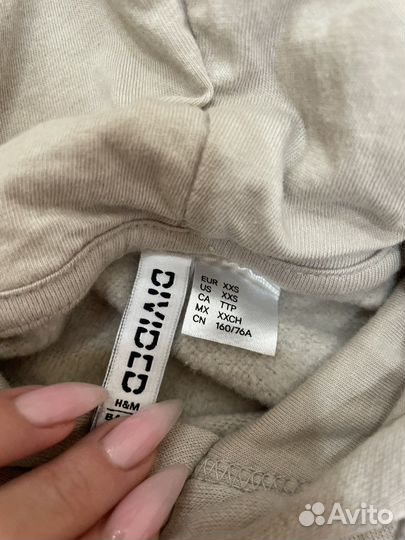 DIVIDED
H&M
EUR XXS
US XXS
CA TTP
MX XXCH
CN 160/76A
Avito